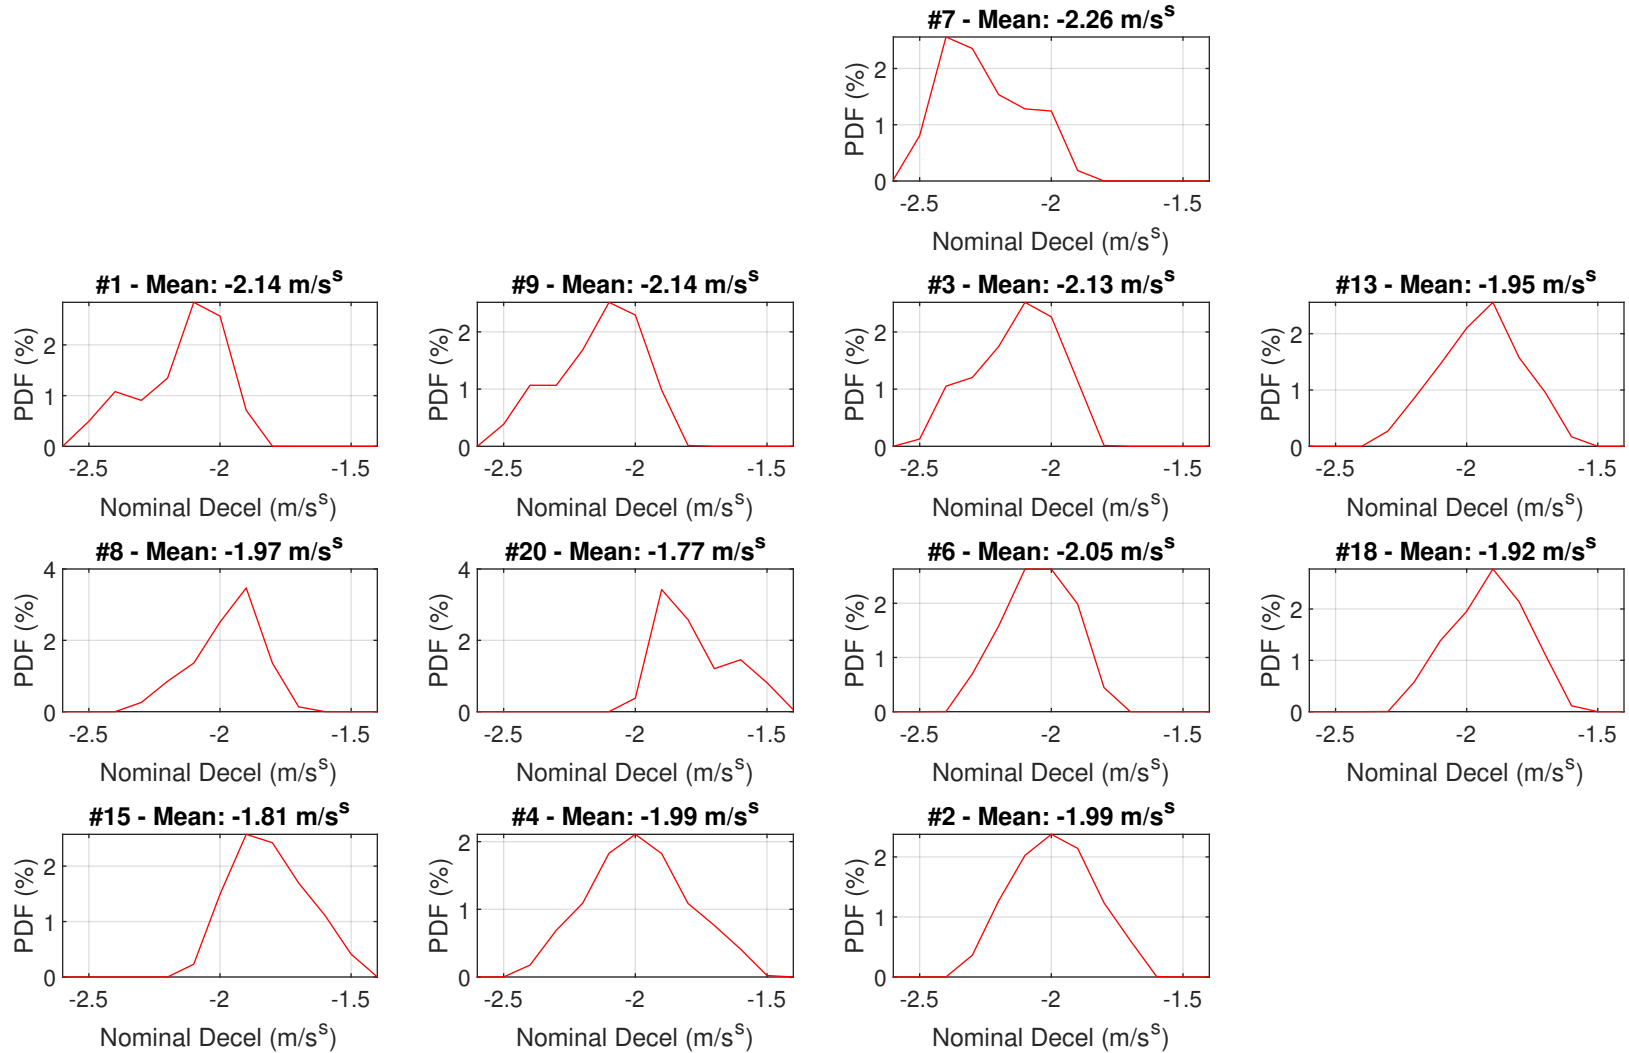 #7 - Mean: -2.26 m/s^s
PDF (%)
2
1
0
-2.5 -2 -1.5
Nominal Decel (m/s^s)
#1 - Mean: -2.14 m/s^s
PDF (%)
2
1
0
-2.5 -2 -1.5
Nominal Decel (m/s^s)
#9 - Mean: -2.14 m/s^s
PDF (%)
2
1
0
-2.5 -2 -1.5
Nominal Decel (m/s^s)
#3 - Mean: -2.13 m/s^s
PDF (%)
2
1
0
-2.5 -2 -1.5
Nominal Decel (m/s^s)
#13 - Mean: -1.95 m/s^s
PDF (%)
2
1
0
-2.5 -2 -1.5
Nominal Decel (m/s^s)
#8 - Mean: -1.97 m/s^s
PDF (%)
4
2
0
-2.5 -2 -1.5
Nominal Decel (m/s^s)
#20 - Mean: -1.77 m/s^s
PDF (%)
4
2
0
-2.5 -2 -1.5
Nominal Decel (m/s^s)
#6 - Mean: -2.05 m/s^s
PDF (%)
2
1
0
-2.5 -2 -1.5
Nominal Decel (m/s^s)
#18 - Mean: -1.92 m/s^s
PDF (%)
2
1
0
-2.5 -2 -1.5
Nominal Decel (m/s^s)
#15 - Mean: -1.81 m/s^s
PDF (%)
2
1
0
-2.5 -2 -1.5
Nominal Decel (m/s^s)
#4 - Mean: -1.99 m/s^s
PDF (%)
2
1
0
-2.5 -2 -1.5
Nominal Decel (m/s^s)
#2 - Mean: -1.99 m/s^s
PDF (%)
2
1
0
-2.5 -2 -1.5
Nominal Decel (m/s^s)